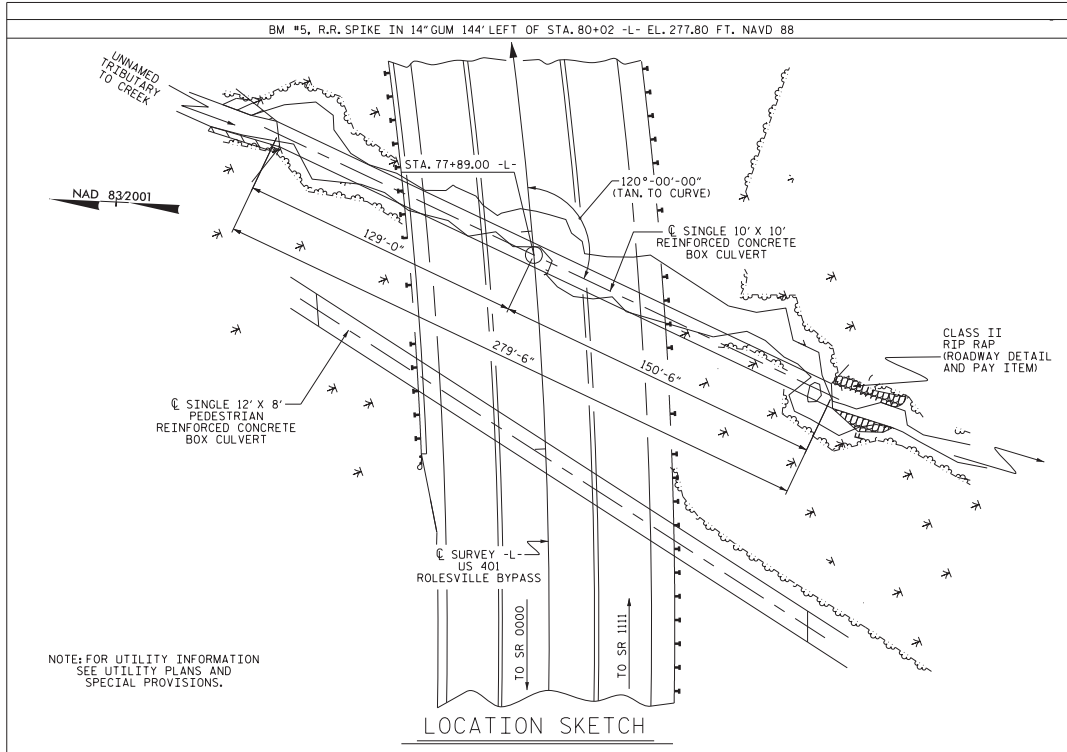 BM #5, R.R. SPIKE IN 14" GUM 144' LEFT OF STA. 80+02 -L- EL. 277.80 FT. NAVD 88
UNNAMED
TRIBUTARY
TO CREEK
STA. 77+89.00 -L-
120°-00'-00"
(TAN. TO CURVE)
NAD 83/2001
℄ SINGLE 10' X 10'
REINFORCED CONCRETE
BOX CULVERT
129'-0"
279'-6"
150'-6"
CLASS II
RIP RAP
(ROADWAY DETAIL
AND PAY ITEM)
℄ SINGLE 12' X 8'
PEDESTRIAN
REINFORCED CONCRETE
BOX CULVERT
℄ SURVEY -L-
US 401
ROLESVILLE BYPASS
TO SR 0000
TO SR 1111
NOTE: FOR UTILITY INFORMATION
SEE UTILITY PLANS AND
SPECIAL PROVISIONS.
LOCATION SKETCH